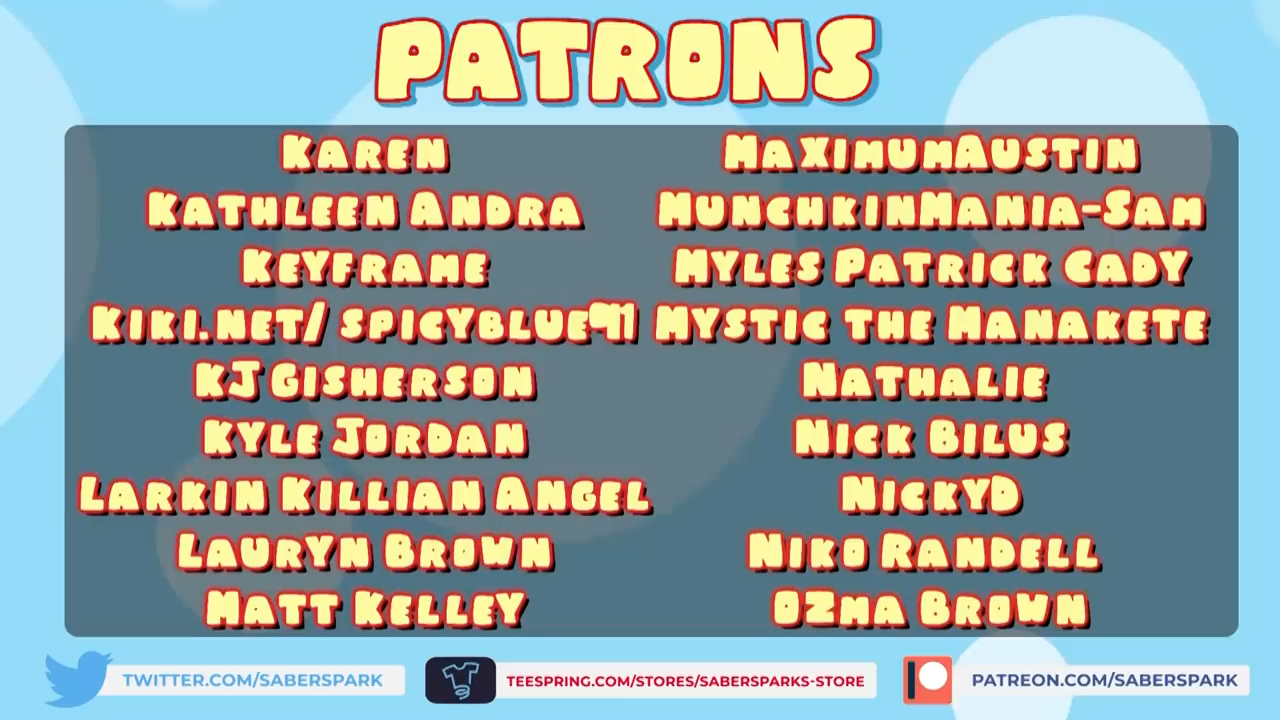 PATRONS
Karen
Kathleen Andra
Keyframe
Kiki.net/ spicyblue91
KJ Gisherson
Kyle Jordan
Larkin Killian Angel
Lauryn Brown
Matt Kelley
MaximumAustin
MunchkinMania-Sam
Myles Patrick Cady
Mystic the Manakete
Nathalie
Nick Bilus
NickyD
Niko Randell
Ozma Brown
TWITTER.COM/SABERSPARK
TEESPRING.COM/STORES/SABERSPARKS-STORE
PATREON.COM/SABERSPARK